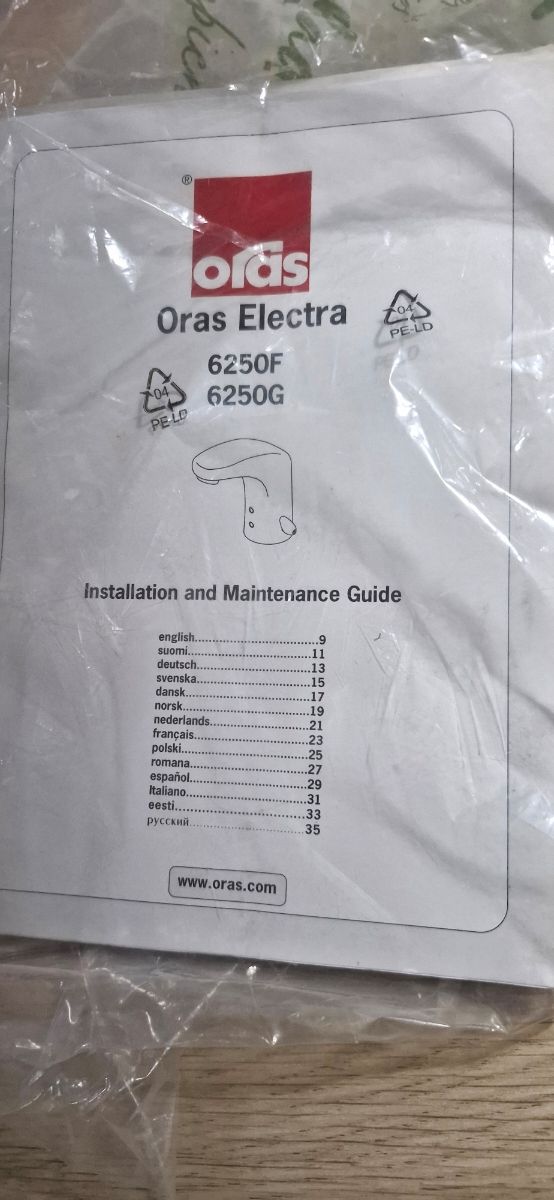 ®
oras
Oras Electra
04
PE-LD
6250F
04
6250G
PE-LD
Installation and Maintenance Guide
english..............................9
suomi...............................11
deutsch............................13
svenska............................15
dansk...............................17
norsk................................19
nederlands.......................21
français............................23
polski...............................25
romana............................27
español............................29
Italiano.............................31
eesti.................................33
русский............................35
www.oras.com